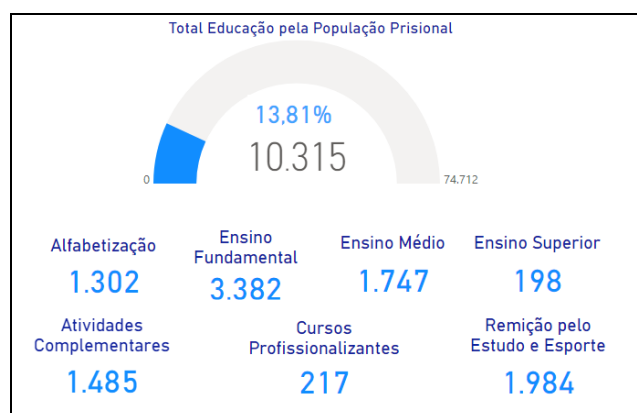 Total Educação pela População Prisional
13,81%
10.315
0
74.712
Alfabetização
1.302
Ensino
Fundamental
3.382
Ensino Médio
1.747
Ensino Superior
198
Atividades
Complementares
1.485
Cursos
Profissionalizantes
217
Remição pelo
Estudo e Esporte
1.984